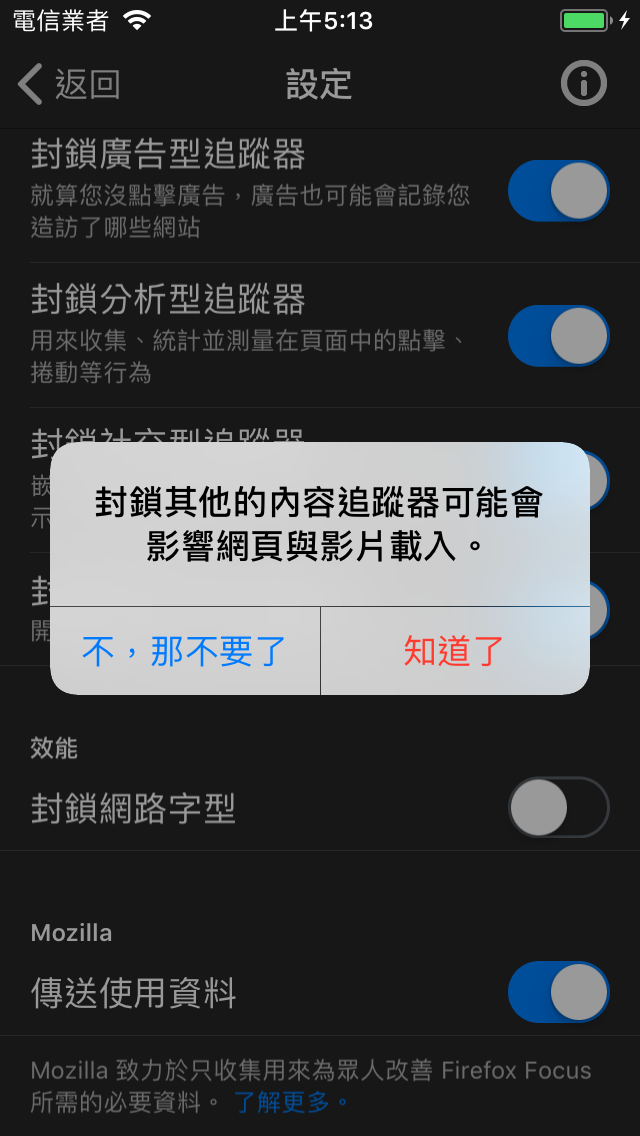 電信業者 上午5:13
返回 設定
封鎖廣告型追蹤器
就算您沒點擊廣告，廣告也可能會記錄您
造訪了哪些網站
封鎖分析型追蹤器
用來收集、統計並測量在頁面中的點擊、
捲動等行為
封鎖社交型追蹤器
嵌
示
封鎖其他的內容追蹤器可能會
影響網頁與影片載入。
封
開
不，那不要了 知道了
效能
封鎖網路字型
Mozilla
傳送使用資料
Mozilla 致力於只收集用來為眾人改善 Firefox Focus
所需的必要資料。了解更多。